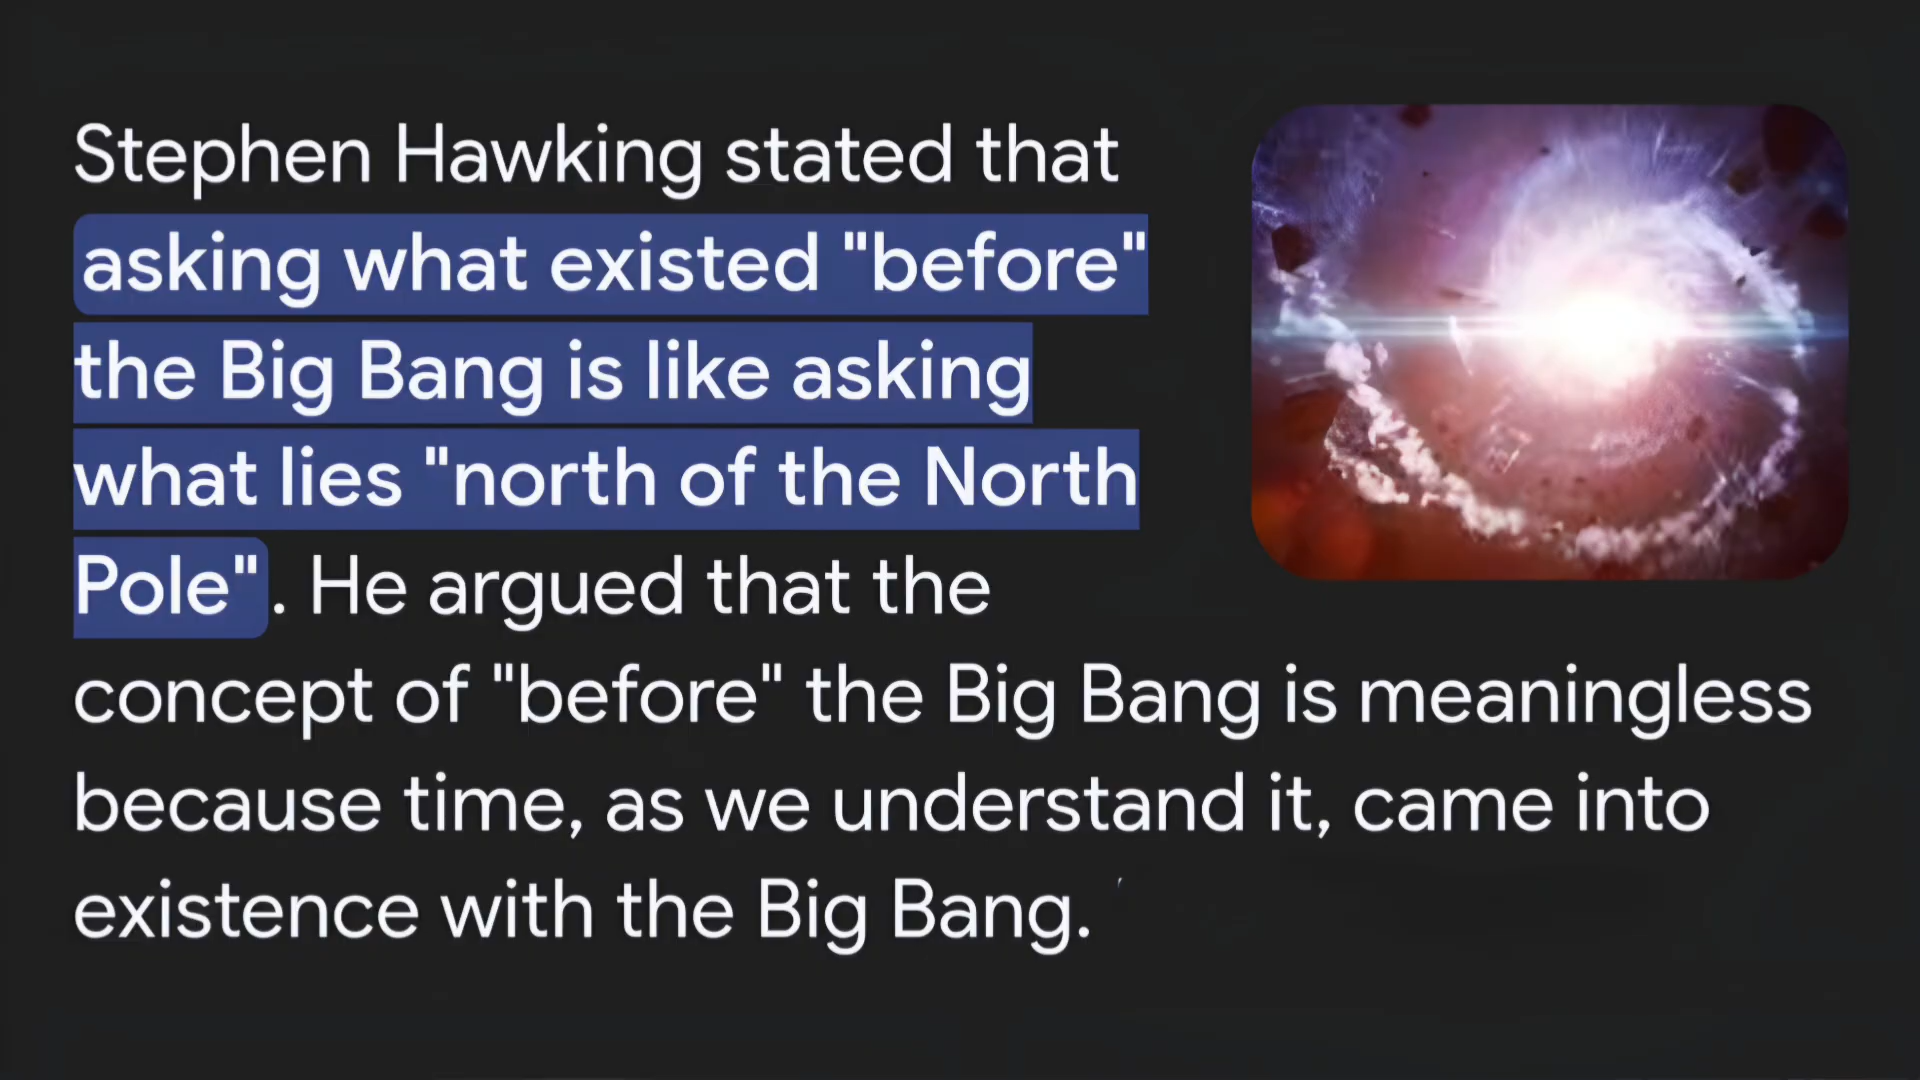 Stephen Hawking stated that
asking what existed "before"
the Big Bang is like asking
what lies "north of the North
Pole". He argued that the
concept of "before" the Big Bang is meaningless
because time, as we understand it, came into
existence with the Big Bang.